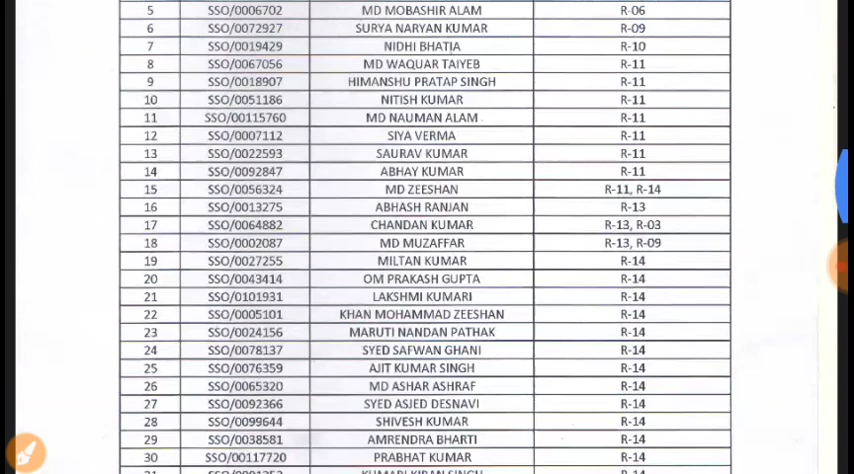 5 SSO/0006702 MD MOBASHIR ALAM R-06
6 SSO/0072927 SURYA NARYAN KUMAR R-09
7 SSO/0019429 NIDHI BHATIA R-10
8 SSO/0067056 MD WAQUAR TAIYEB R-11
9 SSO/0018907 HIMANSHU PRATAP SINGH R-11
10 SSO/0051186 NITISH KUMAR R-11
11 SSO/00115760 MD NAUMAN ALAM R-11
12 SSO/0007112 SIYA VERMA R-11
13 SSO/0022593 SAURAV KUMAR R-11
14 SSO/0092847 ABHAY KUMAR R-11
15 SSO/0056324 MD ZEESHAN R-11, R-14
16 SSO/0013275 ABHASH RANJAN R-13
17 SSO/0064882 CHANDAN KUMAR R-13, R-03
18 SSO/0002087 MD MUZAFFAR R-13, R-09
19 SSO/0027255 MILTAN KUMAR R-14
20 SSO/0043414 OM PRAKASH GUPTA R-14
21 SSO/0101931 LAKSHMI KUMARI R-14
22 SSO/0005101 KHAN MOHAMMAD ZEESHAN R-14
23 SSO/0024156 MARUTI NANDAN PATHAK R-14
24 SSO/0078137 SYED SAFWAN GHANI R-14
25 SSO/0076359 AJIT KUMAR SINGH R-14
26 SSO/0065320 MD ASHAR ASHRAF R-14
27 SSO/0092366 SYED ASJED DESNAVI R-14
28 SSO/0099644 SHIVESH KUMAR R-14
29 SSO/0038581 AMRENDRA BHARTI R-14
30 SSO/00117720 PRABHAT KUMAR R-14
KUMARI KIRAN SINGH R-14